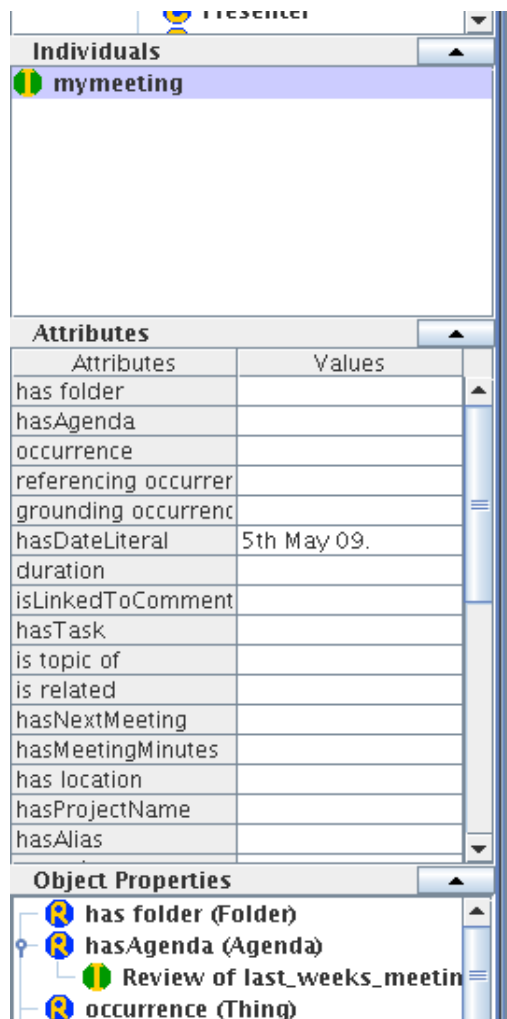 Presenter
Individuals
mymeeting
Attributes
Attributes Values
has folder
hasAgenda
occurrence
referencing occurrer
grounding occurrenc
hasDateLiteral 5th May 09.
duration
isLinkedToComment
hasTask
is topic of
is related
hasNextMeeting
hasMeetingMinutes
has location
hasProjectName
hasAlias
Object Properties
has folder (Folder)
hasAgenda (Agenda)
Review of last_weeks_meetin
occurrence (Thing)